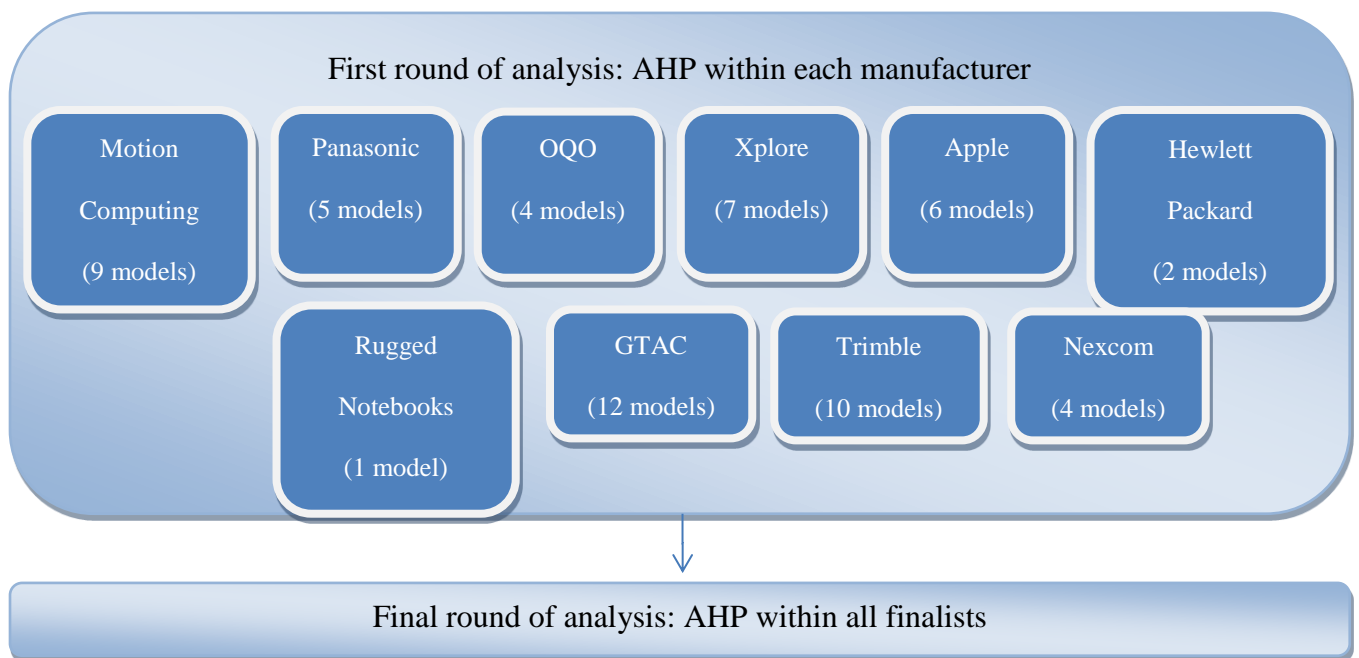 First round of analysis: AHP within each manufacturer
Motion
Computing
(9 models)
Panasonic
(5 models)
OQO
(4 models)
Xplore
(7 models)
Apple
(6 models)
Hewlett
Packard
(2 models)
Rugged
Notebooks
(1 model)
GTAC
(12 models)
Trimble
(10 models)
Nexcom
(4 models)
Final round of analysis: AHP within all finalists